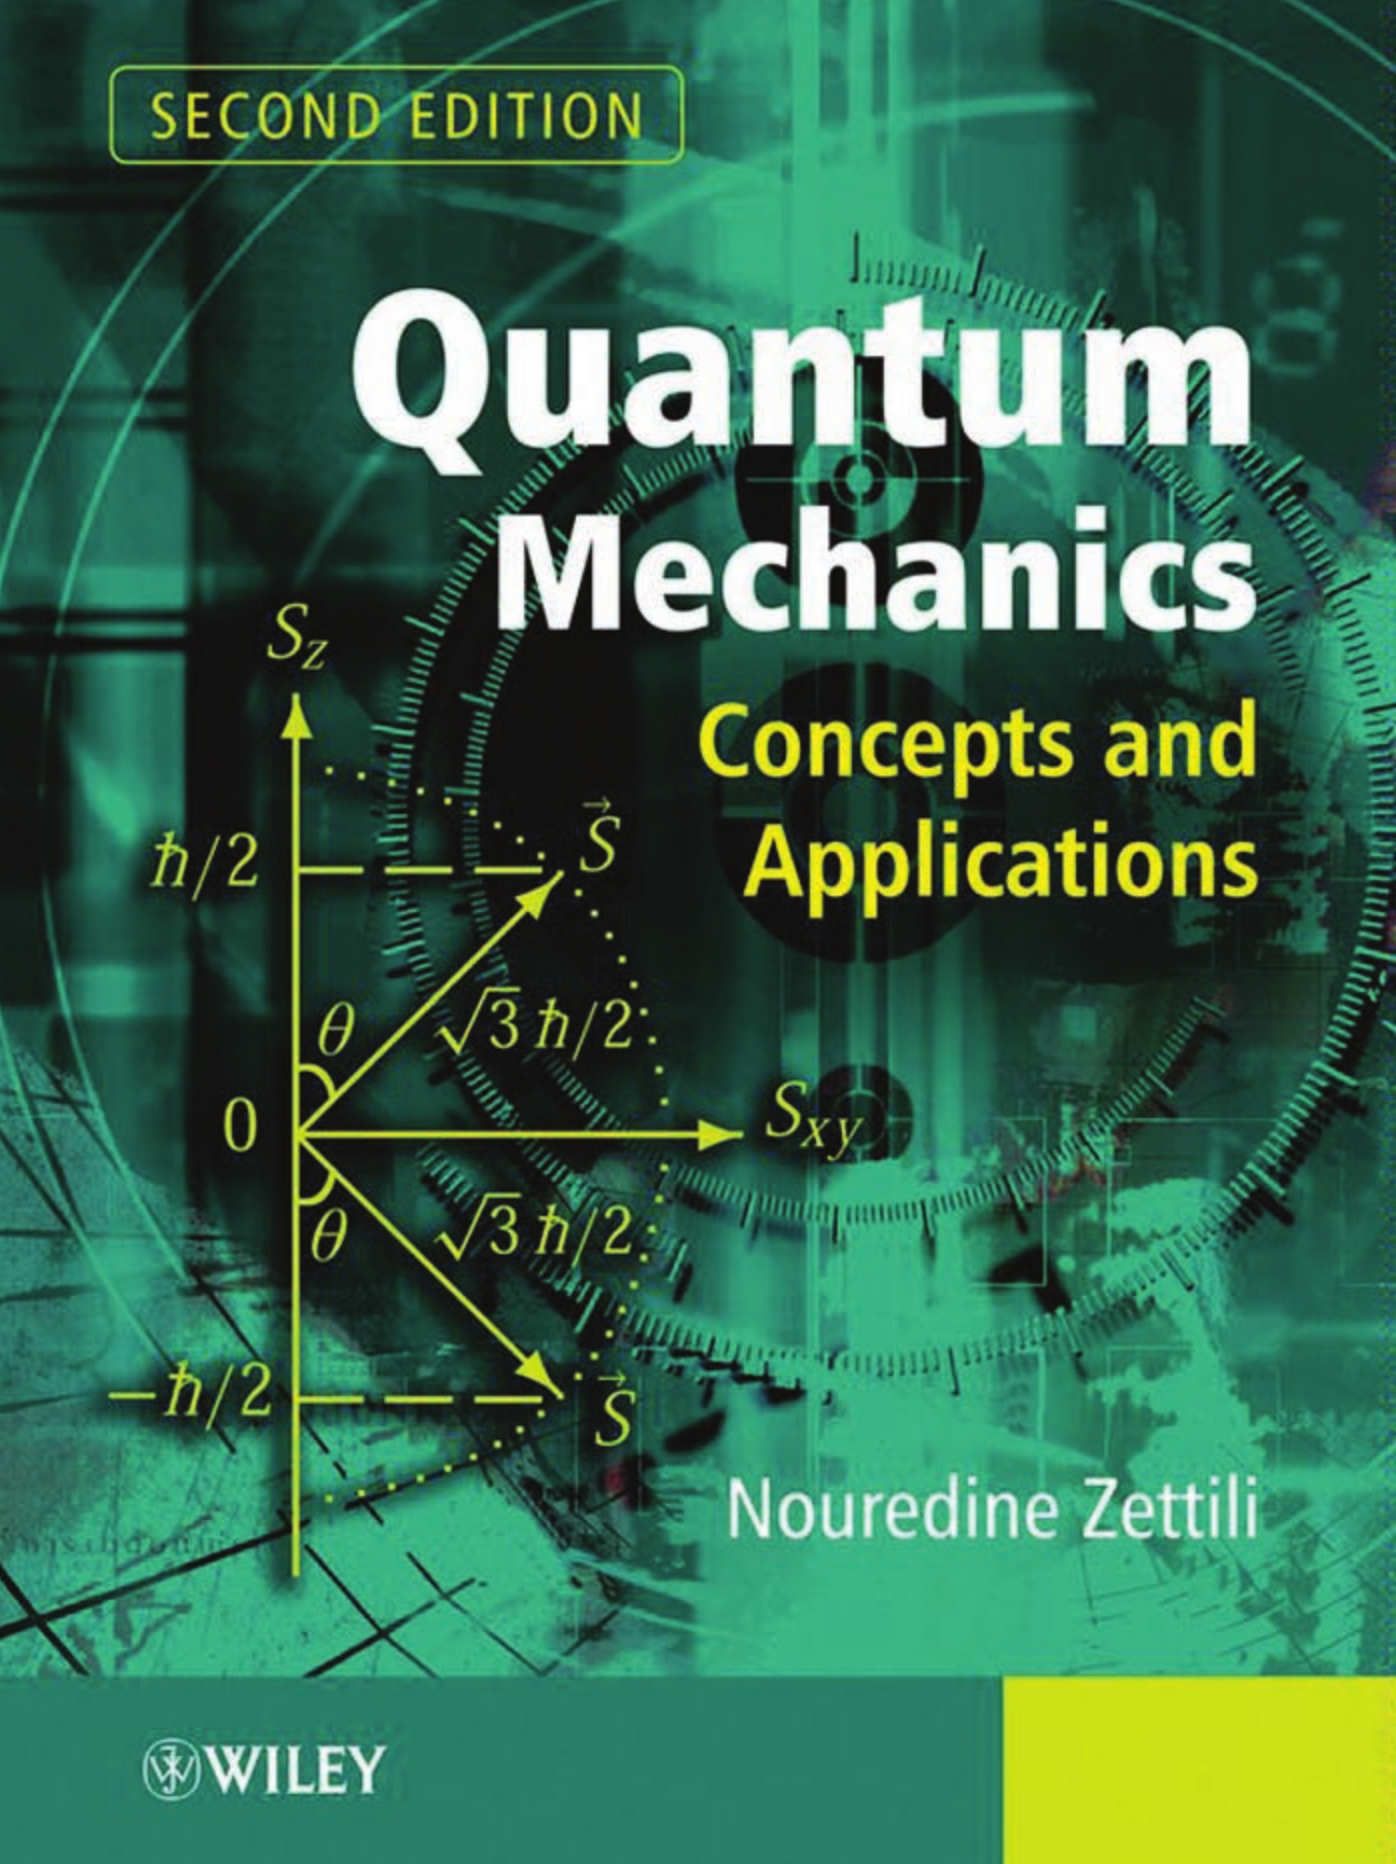 SECOND EDITION
Quantum
Mechanics
Concepts and
Applications
S_z
ħ/2
S⃗
θ
√3 ħ/2
0
S_xy
θ
√3 ħ/2
−ħ/2
S⃗
Nouredine Zettili
WILEY